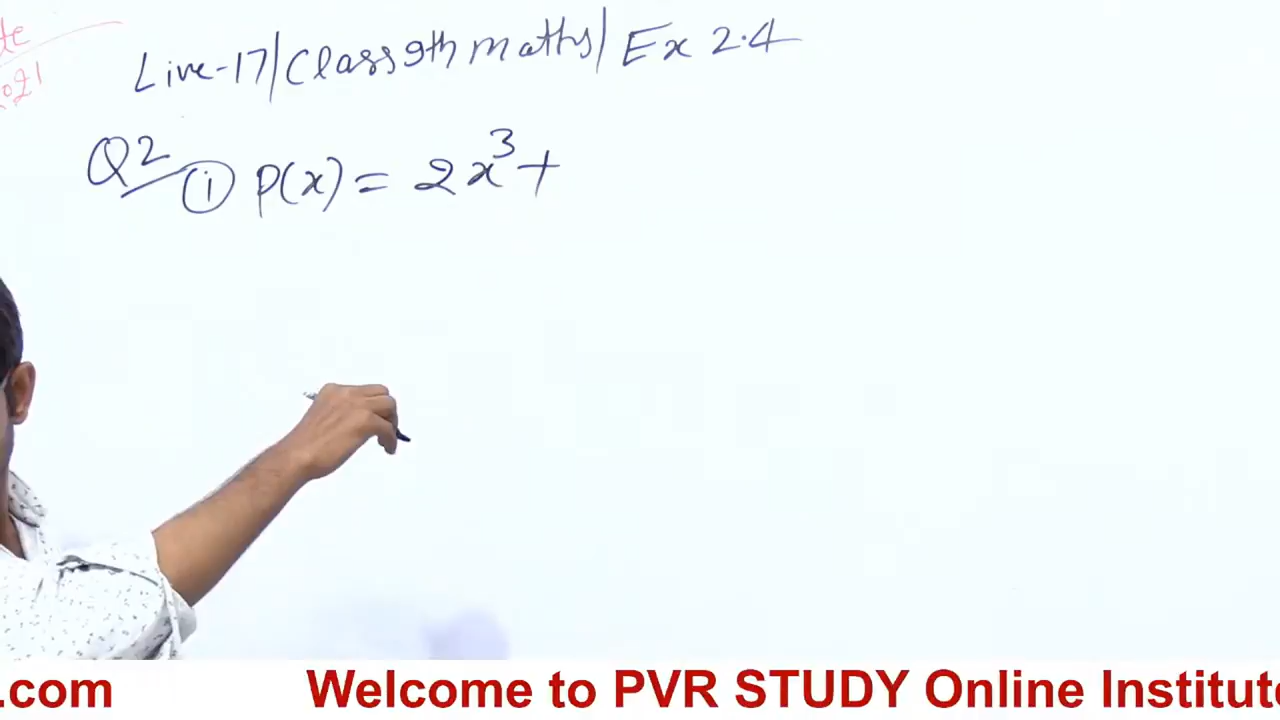 Live-17/Class 9th maths/ Ex 2.4
Q2 (i) P(x) = 2x³ +
.com Welcome to PVR STUDY Online Institute